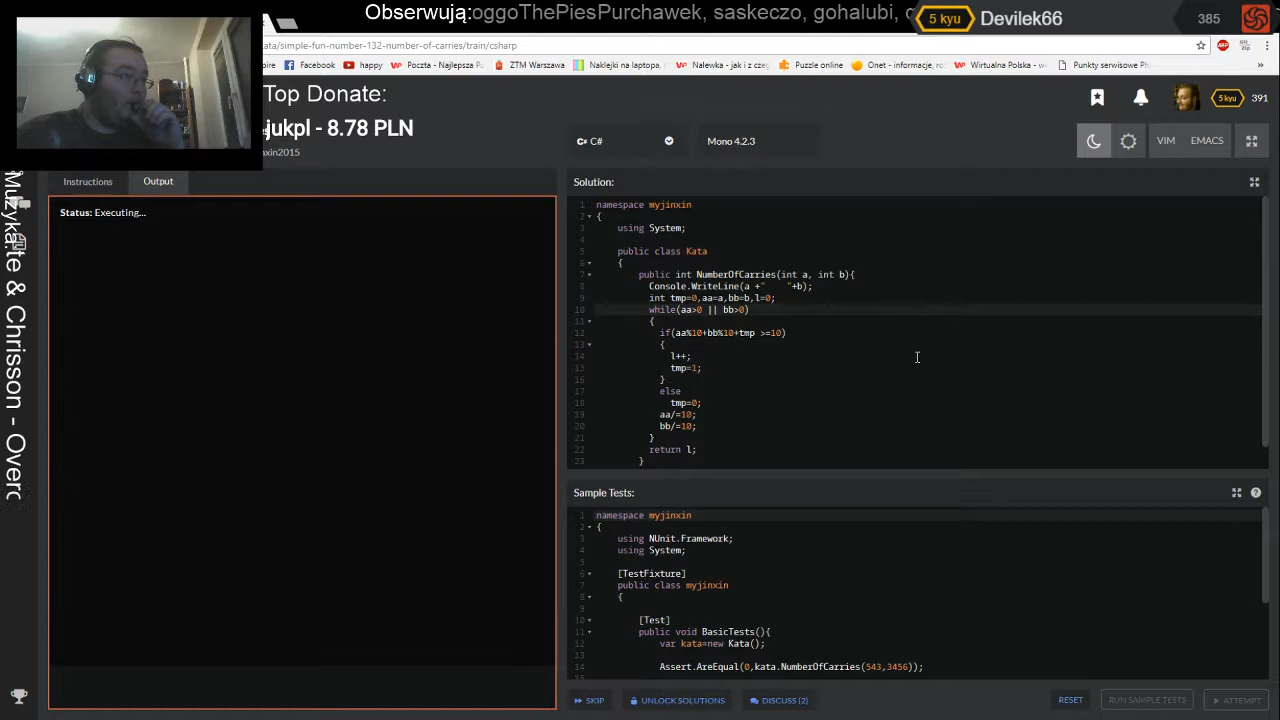 Obserwują:oggoThePiesPurchawek, saskeczo, gohalubi,
5 kyu Devilek66 385
kata/simple-fun-number-132-number-of-carries/train/csharp
Facebook happy Poczta - Najlepsza P ZTM Warszawa Naklejki na laptopa, Nalewka - jak i z czeg Puzzle online Onet - informacje, ro Wirtualna Polska - w Punkty serwisowe Ph »
Top Donate:
jukpl - 8.78 PLN
5 kyu 391
C# Mono 4.2.3 VIM EMACS
Instructions Output
Status: Executing...
Muzyka:
te & Chrisson - Overd
Solution:
1 namespace myjinxin
2 {
3 using System;
4
5 public class Kata
6 {
7 public int NumberOfCarries(int a, int b){
8 Console.WriteLine(a +"    "+b);
9 int tmp=0,aa=a,bb=b,l=0;
10 while(aa>0 || bb>0)
11 {
12 if(aa%10+bb%10+tmp >=10)
13 {
14 l++;
15 tmp=1;
16 }
17 else
18 tmp=0;
19 aa/=10;
20 bb/=10;
21 }
22 return l;
23 }
Sample Tests:
1 namespace myjinxin
2 {
3 using NUnit.Framework;
4 using System;
5
6 [TestFixture]
7 public class myjinxin
8 {
9
10 [Test]
11 public void BasicTests(){
12 var kata=new Kata();
13
14 Assert.AreEqual(0,kata.NumberOfCarries(543,3456));
SKIP UNLOCK SOLUTIONS DISCUSS (2) RESET RUN SAMPLE TESTS ATTEMPT